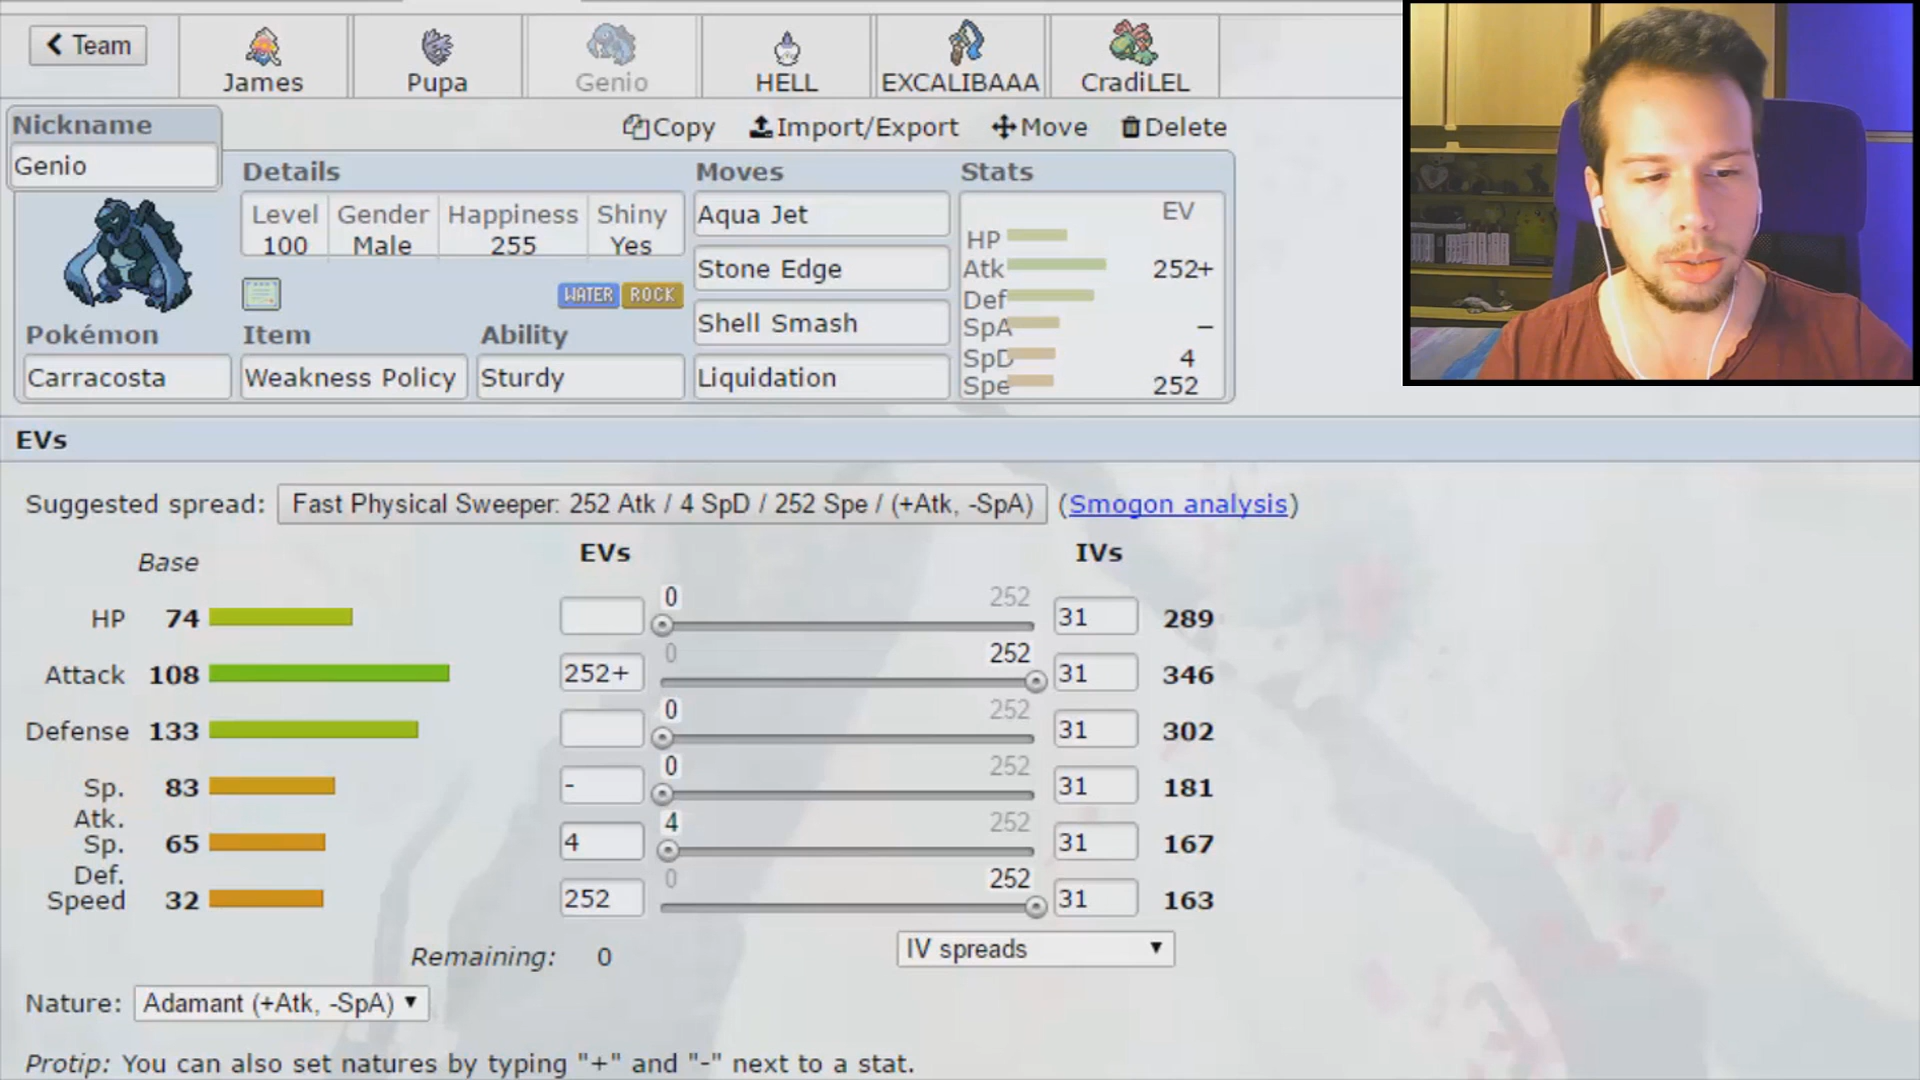 Team
James
Pupa
Genio
HELL
EXCALIBAAA
CradiLEL
Nickname
Genio
Copy
Import/Export
Move
Delete
Details
Moves
Stats
Level
Gender
Happiness
Shiny
100
Male
255
Yes
WATER
ROCK
Pokémon
Item
Ability
Carracosta
Weakness Policy
Sturdy
Aqua Jet
Stone Edge
Shell Smash
Liquidation
EV
HP
Atk 252+
Def
SpA –
SpD 4
Spe 252
EVs
Suggested spread: Fast Physical Sweeper: 252 Atk / 4 SpD / 252 Spe / (+Atk, -SpA) (Smogon analysis)
Base EVs IVs
HP 74 0 252 31 289
Attack 108 252+ 0 252 31 346
Defense 133 0 252 31 302
Sp. Atk. 83 - 0 252 31 181
Sp. Def. 65 4 4 252 31 167
Speed 32 252 0 252 31 163
Remaining: 0
IV spreads
Nature: Adamant (+Atk, -SpA)
Protip: You can also set natures by typing "+" and "-" next to a stat.